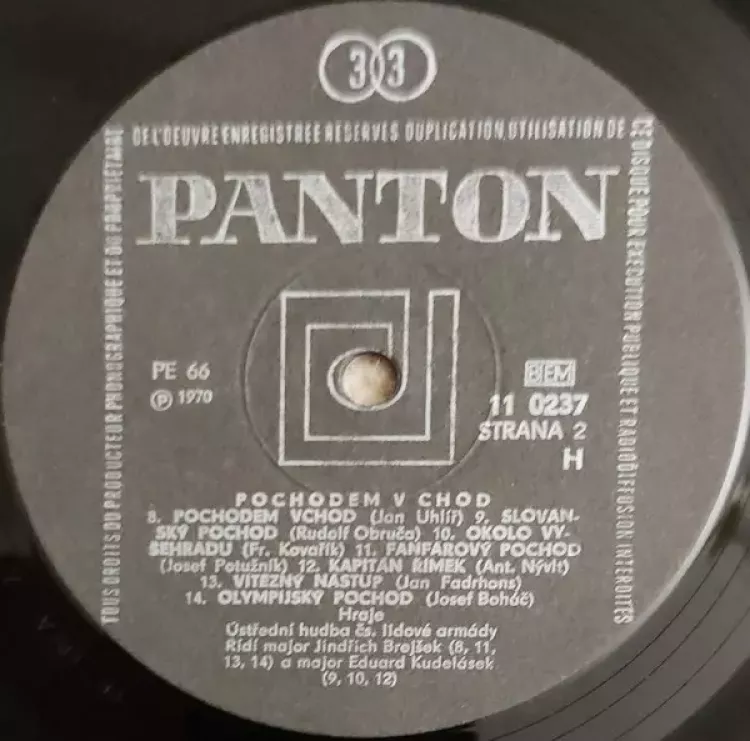 33
DE L'OEUVRE ENREGISTRÉE RÉSERVÉS DUPLICATION, UTILISATION DE
CE DISQUE POUR EXÉCUTION PUBLIQUE ET RADIODIFFUSION INTERDITES
TOUS DROITS DU PRODUCTEUR PHONOGRAPHIQUE ET DU PROPRIETAIRE
PANTON
PE 66
℗ 1970
BIEM
11 0237
STRANA 2
H
POCHODEM V CHOD
8. POCHODEM VCHOD (Jan Uhlíř) 9. SLOVAN-
SKÝ POCHOD (Rudolf Obruča) 10. OKOLO VY-
ŠEHRADU (Fr. Kovařík) 11. FANFÁROVÝ POCHOD
(Josef Potužník) 12. KAPITÁN ŘIMEK (Ant. Nývlt)
13. VÍTĚZNÝ NÁSTUP (Jan Fadrhons)
14. OLYMPIJSKÝ POCHOD (Josef Boháč)
Hraje
Ústřední hudba čs. lidové armády
Řídí major Jindřich Brejšek (8, 11,
13, 14) a major Eduard Kudelásek
(9, 10, 12)